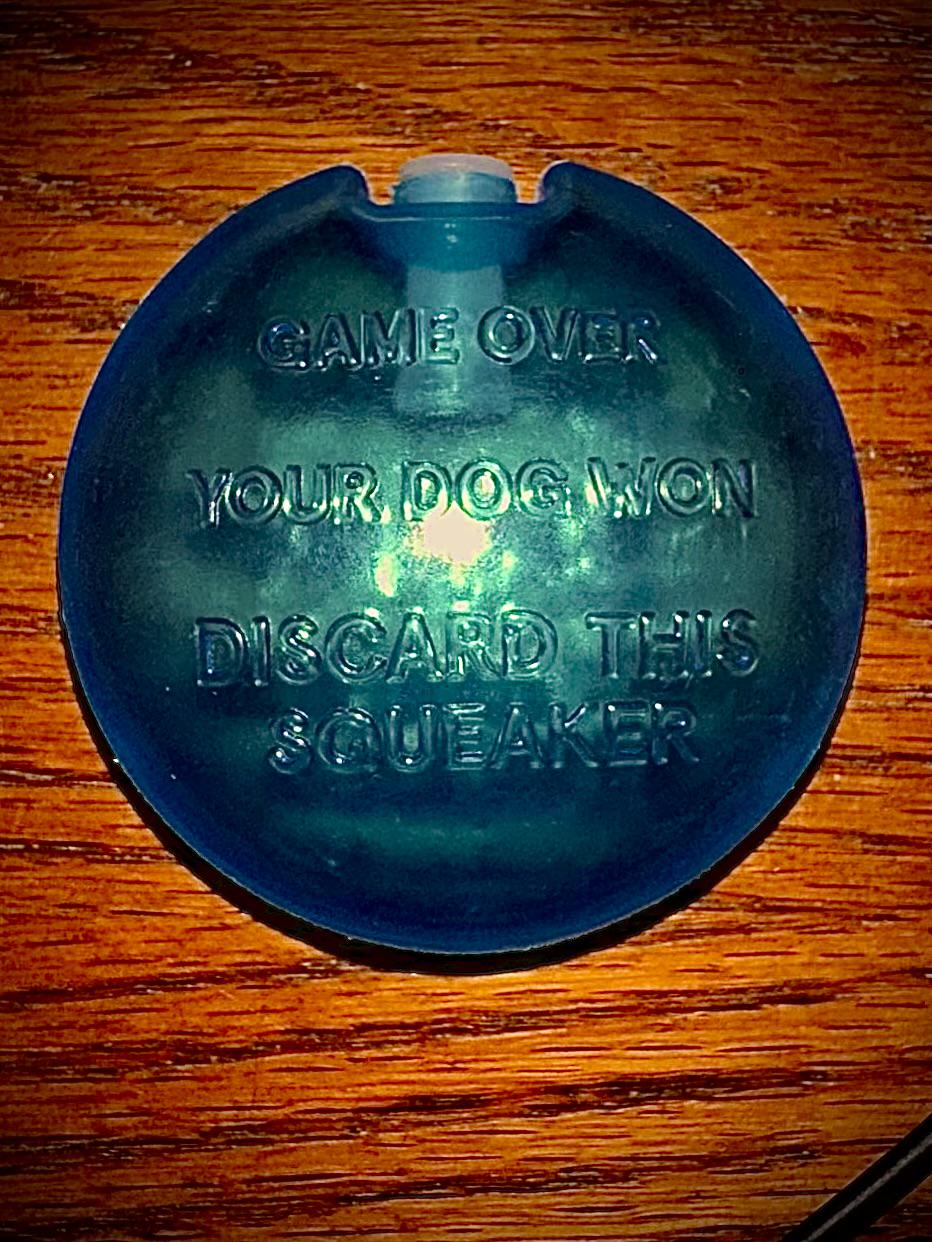 GAME OVER
YOUR DOG WON
DISCARD THIS
SQUEAKER